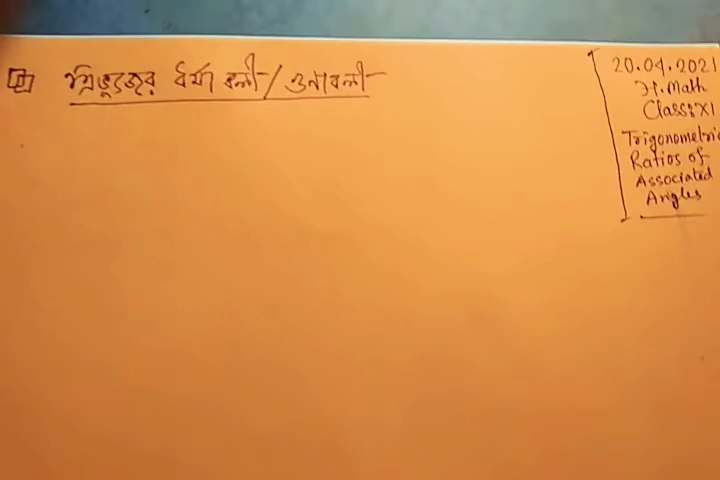 ত্রিভুজের ধর্মাবলী / গুনাবলী
20.04.2021
H.Math
Class:XI
Trigonometric
Ratios of
Associated
Angles